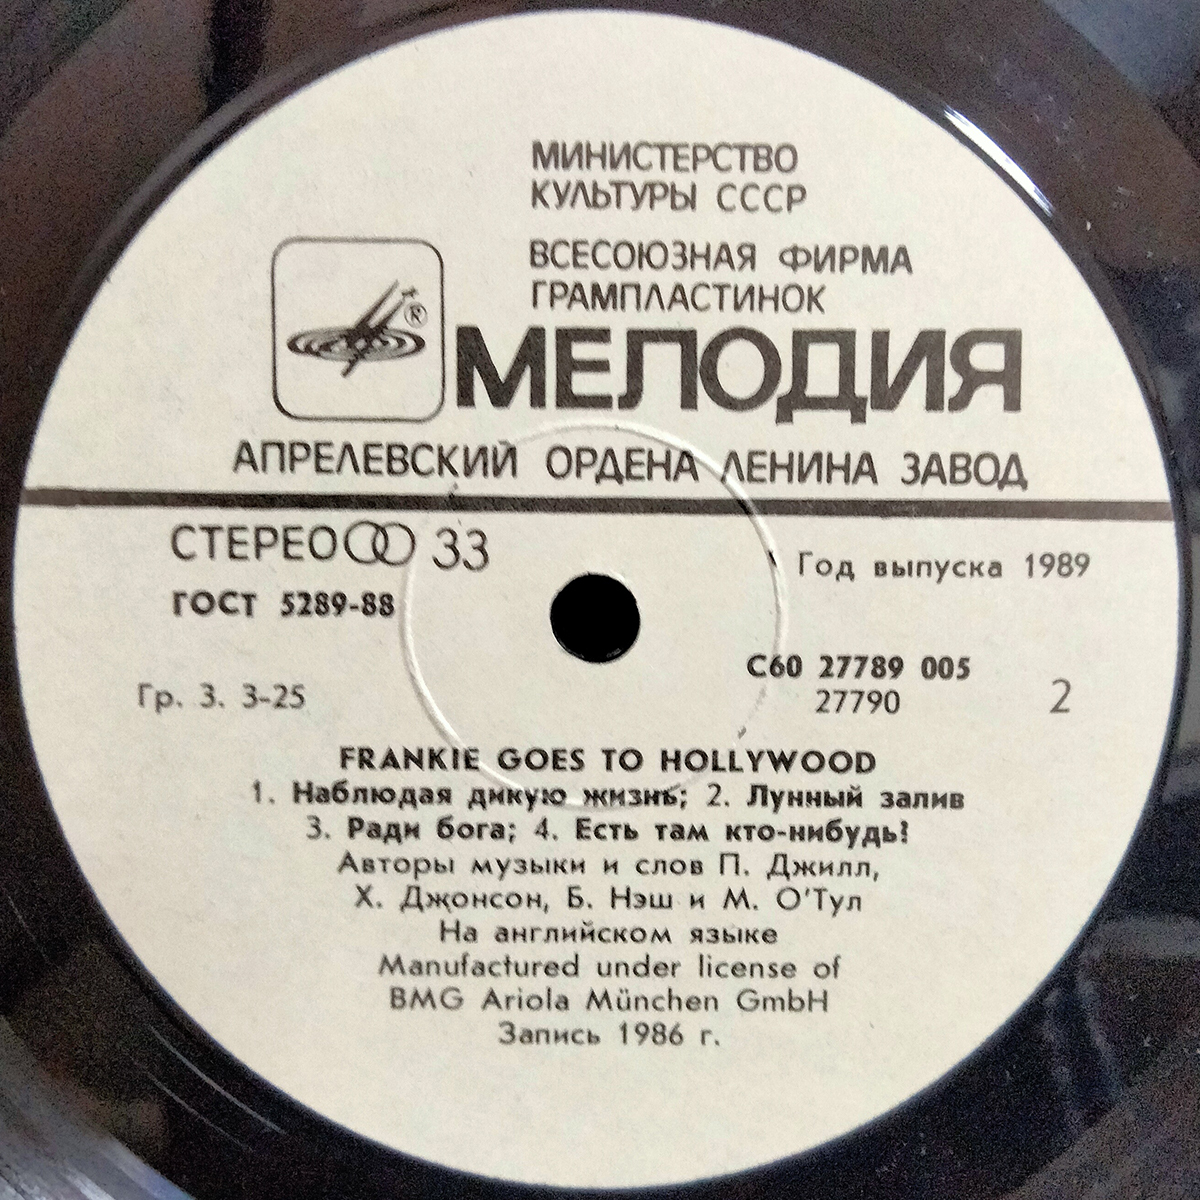 МИНИСТЕРСТВО
КУЛЬТУРЫ СССР
ВСЕСОЮЗНАЯ ФИРМА
ГРАМПЛАСТИНОК
®
МЕЛОДИЯ
АПРЕЛЕВСКИЙ ОРДЕНА ЛЕНИНА ЗАВОД
СТЕРЕО 33
Год выпуска 1989
ГОСТ 5289-88
С60 27789 005
Гр. 3. 3-25
27790
2
FRANKIE GOES TO HOLLYWOOD
1. Наблюдая дикую жизнь; 2. Лунный залив
3. Ради бога; 4. Есть там кто-нибудь?
Авторы музыки и слов П. Джилл,
Х. Джонсон, Б. Нэш и М. О'Тул
На английском языке
Manufactured under license of
BMG Ariola München GmbH
Запись 1986 г.